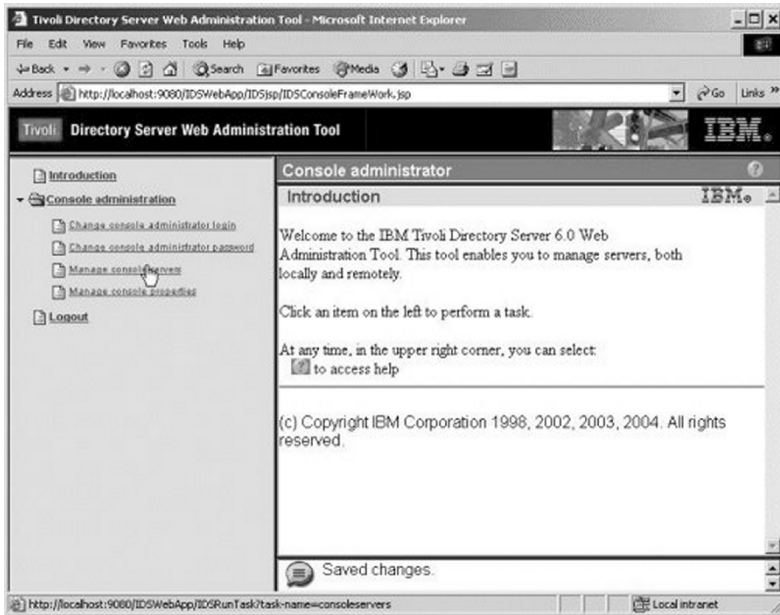 Tivoli Directory Server Web Administration Tool - Microsoft Internet Explorer
File Edit View Favorites Tools Help
Back Search Favorites Media
Address http://localhost:9080/IDSWebApp/IDSjsp/IDSConsoleFrameWork.jsp Go Links »
Tivoli Directory Server Web Administration Tool IBM.
Introduction
Console administration
Change console administrator login
Change console administrator password
Manage console servers
Manage console properties
Logout
Console administrator ?
Introduction IBM.
Welcome to the IBM Tivoli Directory Server 6.0 Web
Administration Tool. This tool enables you to manage servers, both
locally and remotely.
Click an item on the left to perform a task.
At any time, in the upper right corner, you can select:
? to access help
(c) Copyright IBM Corporation 1998, 2002, 2003, 2004. All rights
reserved.
Saved changes.
http://localhost:9080/IDSWebApp/IDSRunTask?task-name=consoleservers Local intranet